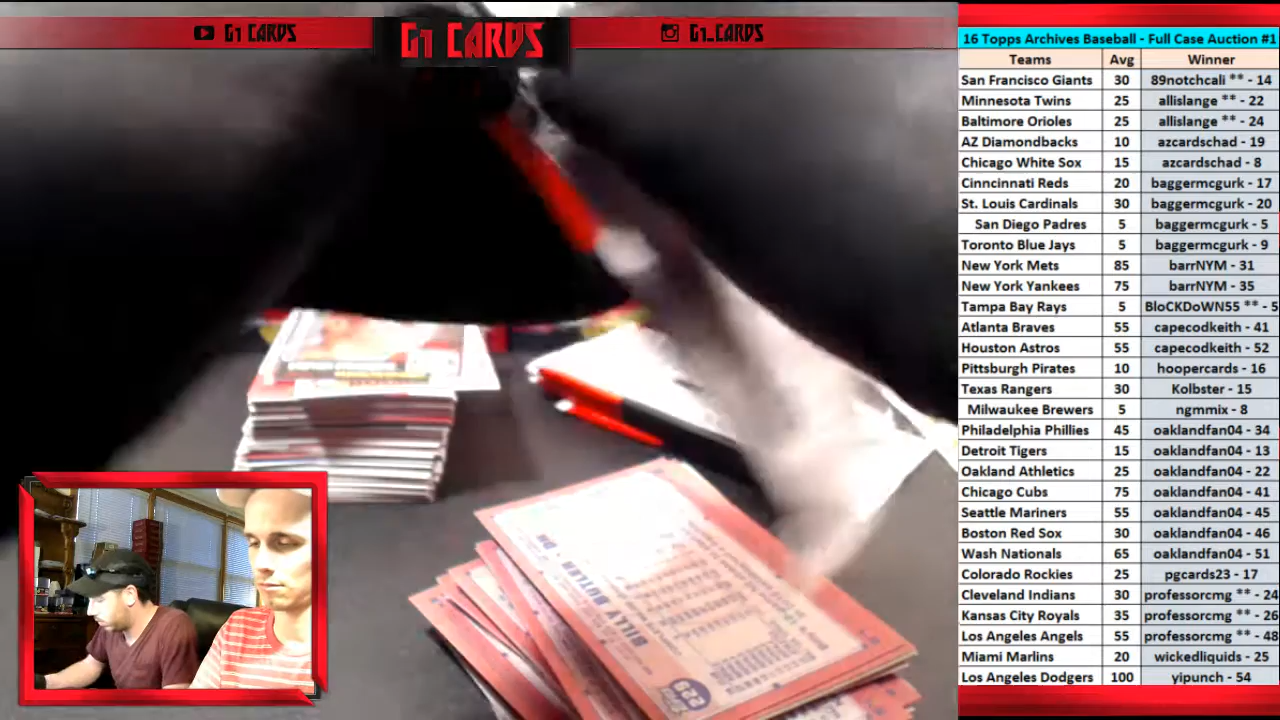 G1 CARDS
G1 CARDS
G1_CARDS
16 Topps Archives Baseball - Full Case Auction #1
Teams Avg Winner
San Francisco Giants 30 89notchcali ** - 14
Minnesota Twins 25 allislange ** - 22
Baltimore Orioles 25 allislange ** - 24
AZ Diamondbacks 10 azcardschad - 19
Chicago White Sox 15 azcardschad - 8
Cinncinnati Reds 20 baggermcgurk - 17
St. Louis Cardinals 30 baggermcgurk - 20
San Diego Padres 5 baggermcgurk - 5
Toronto Blue Jays 5 baggermcgurk - 9
New York Mets 85 barrNYM - 31
New York Yankees 75 barrNYM - 35
Tampa Bay Rays 5 BloCKDoWN55 ** - 5
Atlanta Braves 55 capecodkeith - 41
Houston Astros 55 capecodkeith - 52
Pittsburgh Pirates 10 hoopercards - 16
Texas Rangers 30 Kolbster - 15
Milwaukee Brewers 5 ngmmix - 8
Philadelphia Phillies 45 oaklandfan04 - 34
Detroit Tigers 15 oaklandfan04 - 13
Oakland Athletics 25 oaklandfan04 - 22
Chicago Cubs 75 oaklandfan04 - 41
Seattle Mariners 55 oaklandfan04 - 45
Boston Red Sox 30 oaklandfan04 - 46
Wash Nationals 65 oaklandfan04 - 51
Colorado Rockies 25 pgcards23 - 17
Cleveland Indians 30 professorcmg ** - 24
Kansas City Royals 35 professorcmg ** - 26
Los Angeles Angels 55 professorcmg ** - 48
Miami Marlins 20 wickedliquids - 25
Los Angeles Dodgers 100 yipunch - 54
BILLY BUTLER • DH
229